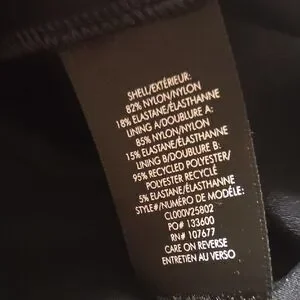 SHELL/EXTÉRIEUR:
82% NYLON/NYLON
18% ELASTANE/ÉLASTHANNE
LINING A/DOUBLURE A:
85% NYLON/NYLON
15% ELASTANE/ÉLASTHANNE
LINING B/DOUBLURE B:
95% RECYCLED POLYESTER/
POLYESTER RECYCLÉ
5% ELASTANE/ÉLASTHANNE
STYLE#/NUMÉRO DE MODÈLE:
CL000V25802
PO# 133600
RN# 107677
CARE ON REVERSE
ENTRETIEN AU VERSO